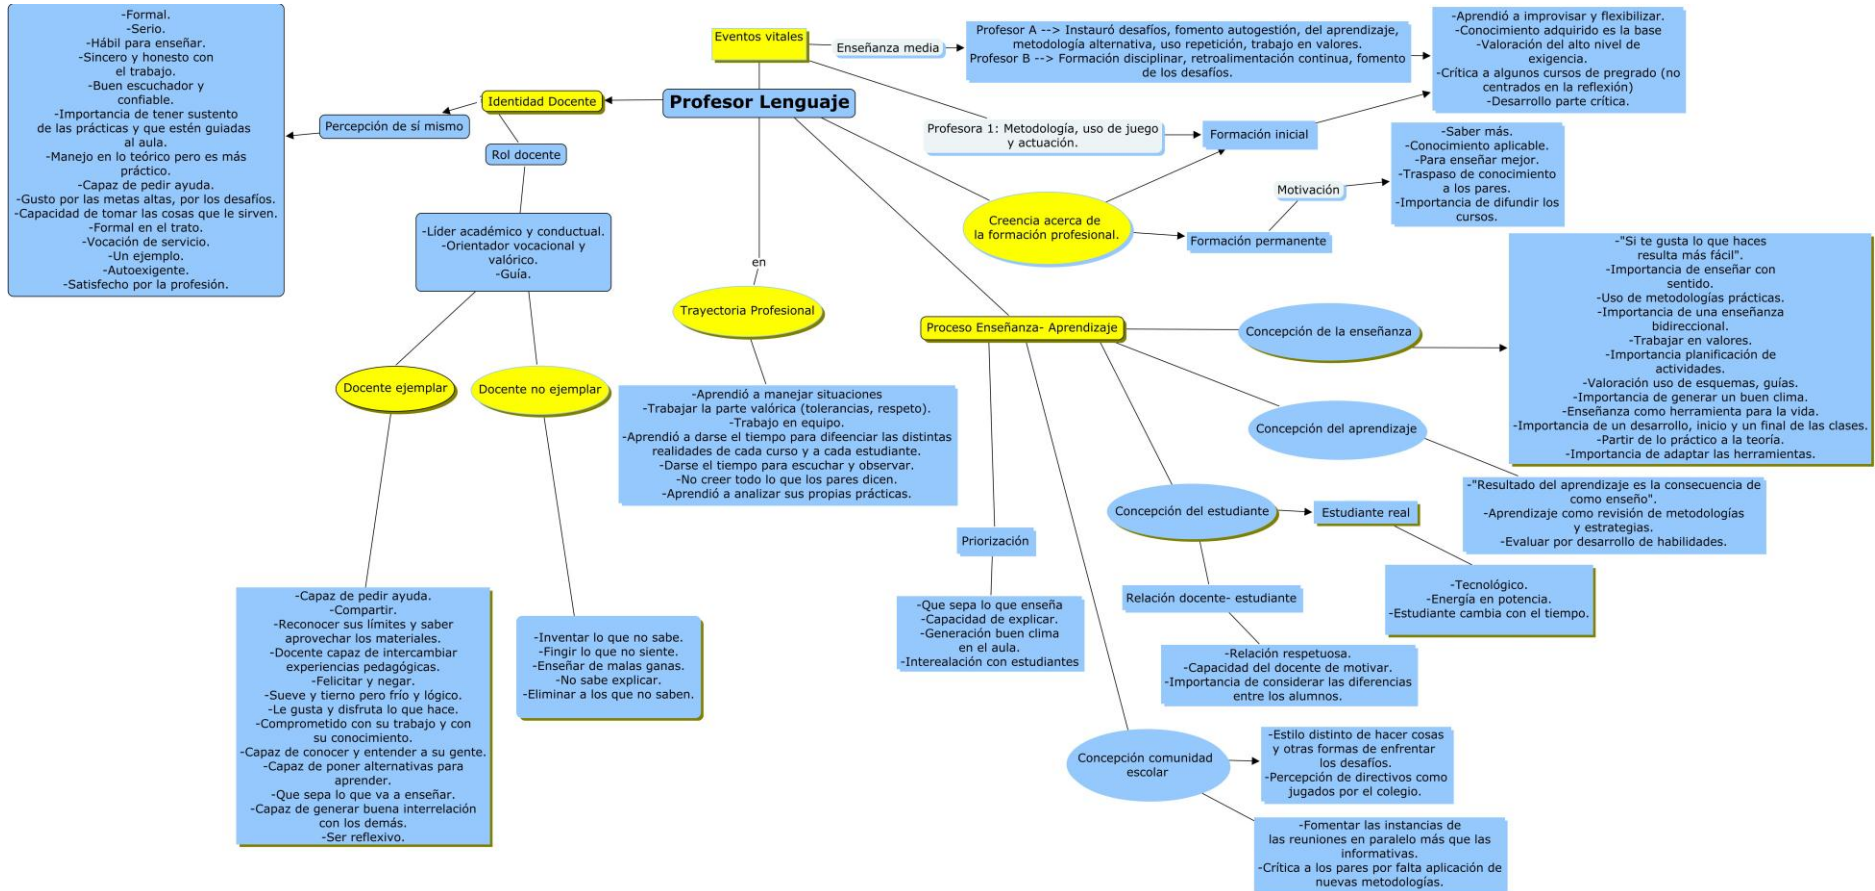 -Formal.
-Serio.
-Hábil para enseñar.
-Sincero y honesto con
el trabajo.
-Buen escuchador y
confiable.
-Importancia de tener sustento
de las prácticas y que estén guiadas
al aula.
-Manejo en lo teórico pero es más
práctico.
-Capaz de pedir ayuda.
-Gusto por las metas altas, por los desafíos.
-Capacidad de tomar las cosas que le sirven.
-Formal en el trato.
-Vocación de servicio.
-Un ejemplo.
-Autoexigente.
-Satisfecho por la profesión.
Percepción de sí mismo
Identidad Docente
Rol docente
-Líder académico y conductual.
-Orientador vocacional y
valórico.
-Guía.
Docente ejemplar
Docente no ejemplar
-Capaz de pedir ayuda.
-Compartir.
-Reconocer sus límites y saber
aprovechar los materiales.
-Docente capaz de intercambiar
experiencias pedagógicas.
-Felicitar y negar.
-Sueve y tierno pero frío y lógico.
-Le gusta y disfruta lo que hace.
-Comprometido con su trabajo y con
su conocimiento.
-Capaz de conocer y entender a su gente.
-Capaz de poner alternativas para
aprender.
-Que sepa lo que va a enseñar.
-Capaz de generar buena interrelación
con los demás.
-Ser reflexivo.
-Inventar lo que no sabe.
-Fingir lo que no siente.
-Enseñar de malas ganas.
-No sabe explicar.
-Eliminar a los que no saben.
Eventos vitales
Profesor Lenguaje
en
Trayectoria Profesional
-Aprendió a manejar situaciones
-Trabajar la parte valórica (tolerancias, respeto).
-Trabajo en equipo.
-Aprendió a darse el tiempo para difeenciar las distintas
realidades de cada curso y a cada estudiante.
-Darse el tiempo para escuchar y observar.
-No creer todo lo que los pares dicen.
-Aprendió a analizar sus propias prácticas.
Enseñanza media
Profesor A --> Instauró desafíos, fomento autogestión, del aprendizaje,
metodología alternativa, uso repetición, trabajo en valores.
Profesor B --> Formación disciplinar, retroalimentación continua, fomento
de los desafíos.
-Aprendió a improvisar y flexibilizar.
-Conocimiento adquirido es la base
-Valoración del alto nivel de
exigencia.
-Crítica a algunos cursos de pregrado (no
centrados en la reflexión)
-Desarrollo parte crítica.
Profesora 1: Metodología, uso de juego
y actuación.
Formación inicial
Creencia acerca de
la formación profesional.
Formación permanente
Motivación
-Saber más.
-Conocimiento aplicable.
-Para enseñar mejor.
-Traspaso de conocimiento
a los pares.
-Importancia de difundir los
cursos.
Proceso Enseñanza- Aprendizaje
Concepción de la enseñanza
-"Si te gusta lo que haces
resulta más fácil".
-Importancia de enseñar con
sentido.
-Uso de metodologías prácticas.
-Importancia de una enseñanza
bidireccional.
-Trabajar en valores.
-Importancia planificación de
actividades.
-Valoración uso de esquemas, guías.
-Importancia de generar un buen clima.
-Enseñanza como herramienta para la vida.
-Importancia de un desarrollo, inicio y un final de las clases.
-Partir de lo práctico a la teoría.
-Importancia de adaptar las herramientas.
Concepción del aprendizaje
-"Resultado del aprendizaje es la consecuencia de
como enseño".
-Aprendizaje como revisión de metodologías
y estrategias.
-Evaluar por desarrollo de habilidades.
Concepción del estudiante
Estudiante real
-Tecnológico.
-Energía en potencia.
-Estudiante cambia con el tiempo.
Relación docente- estudiante
-Relación respetuosa.
-Capacidad del docente de motivar.
-Importancia de considerar las diferencias
entre los alumnos.
Priorización
-Que sepa lo que enseña
-Capacidad de explicar.
-Generación buen clima
en el aula.
-Interealación con estudiantes
Concepción comunidad
escolar
-Estilo distinto de hacer cosas
y otras formas de enfrentar
los desafíos.
-Percepción de directivos como
jugados por el colegio.
-Fomentar las instancias de
las reuniones en paralelo más que las
informativas.
-Crítica a los pares por falta aplicación de
nuevas metodologías.